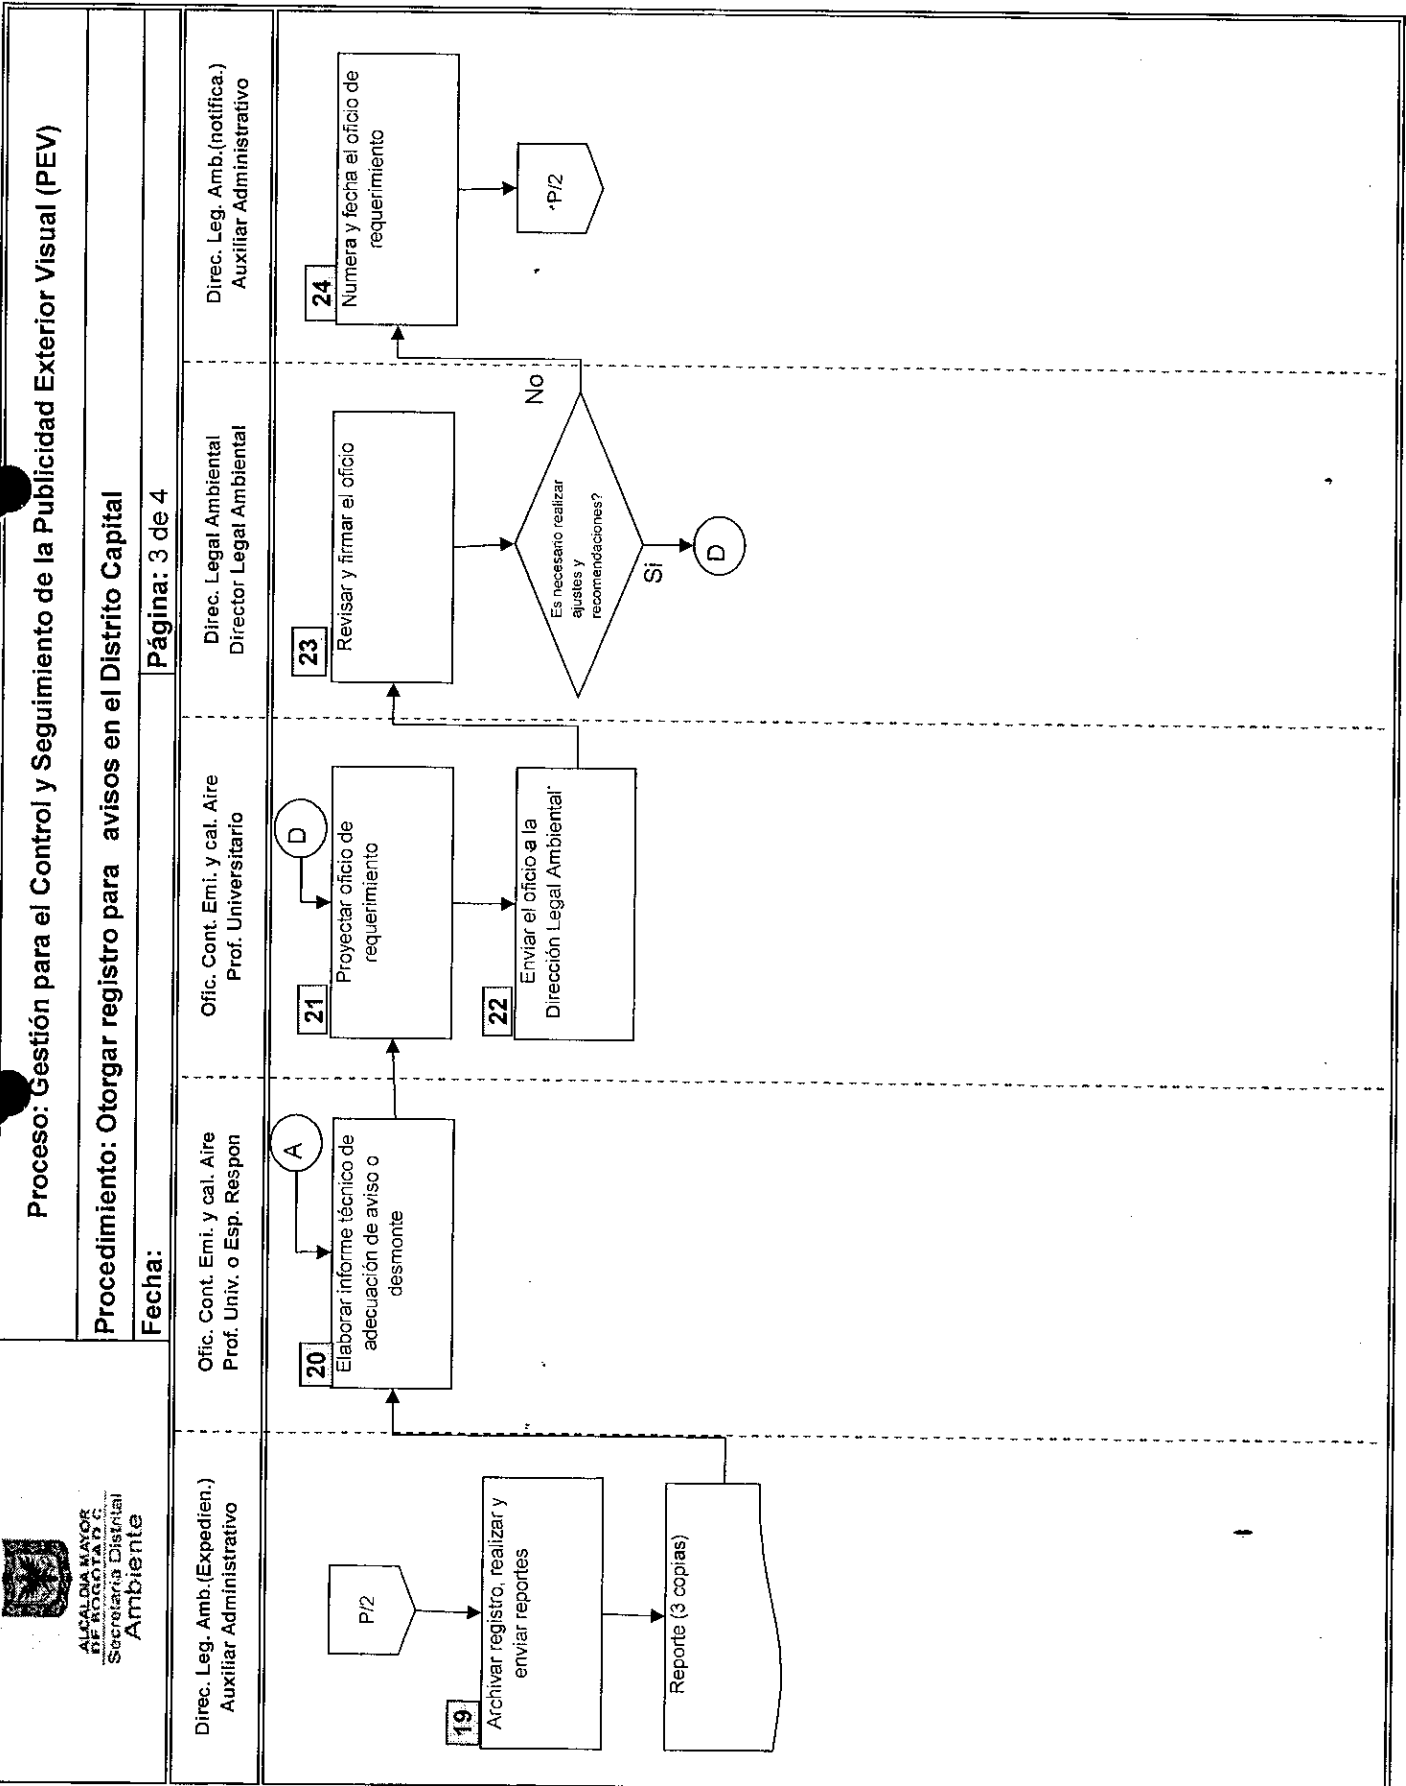 ALCALDIA MAYOR
DE BOGOTA D.C.
Secretaría Distrital
Ambiente
Proceso: Gestión para el Control y Seguimiento de la Publicidad Exterior Visual (PEV)
Procedimiento: Otorgar registro para avisos en el Distrito Capital
Fecha:
Página: 3 de 4
Direc. Leg. Amb.(Expedien.)
Auxiliar Administrativo
Ofic. Cont. Emi. y cal. Aire
Prof. Univ. o Esp. Respon
Ofic. Cont. Emi. y cal. Aire
Prof. Universitario
Direc. Legal Ambiental
Director Legal Ambiental
Direc. Leg. Amb.(notifica.)
Auxiliar Administrativo
P/2
19
Archivar registro, realizar y
enviar reportes
Reporte (3 copias)
A
20
Elaborar informe técnico de
adecuación de aviso o
desmonte
D
21
Proyectar oficio de
requerimiento
22
Enviar el oficio a la
Dirección Legal Ambiental
23
Revisar y firmar el oficio
Es necesario realizar
ajustes y
recomendaciones?
No
Si
D
24
Numera y fecha el oficio de
requerimiento
P/2